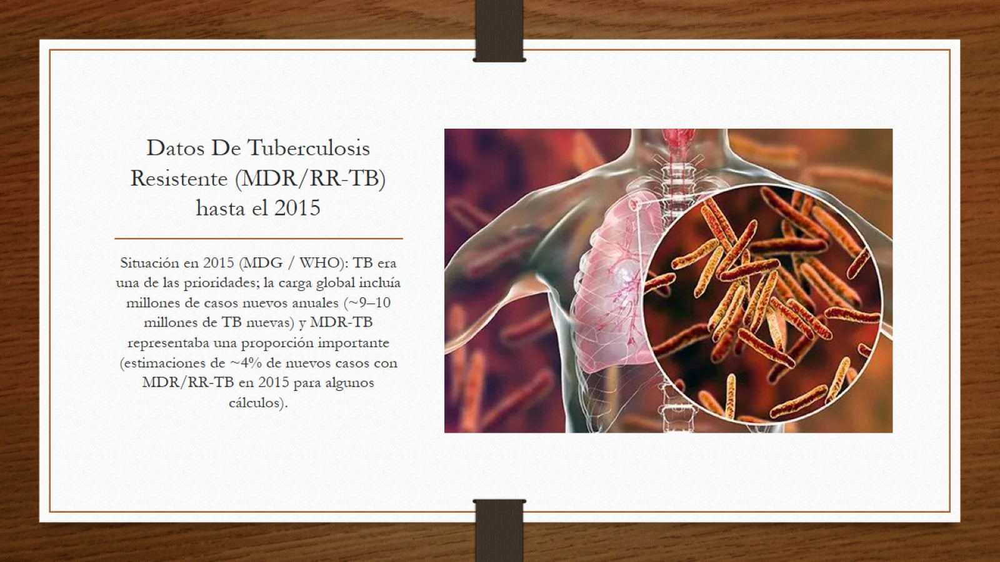 Datos De Tuberculosis
Resistente (MDR/RR-TB)
hasta el 2015
Situación en 2015 (MDG / WHO): TB era
una de las prioridades; la carga global incluía
millones de casos nuevos anuales (~9–10
millones de TB nuevas) y MDR-TB
representaba una proporción importante
(estimaciones de ~4% de nuevos casos con
MDR/RR-TB en 2015 para algunos
cálculos).